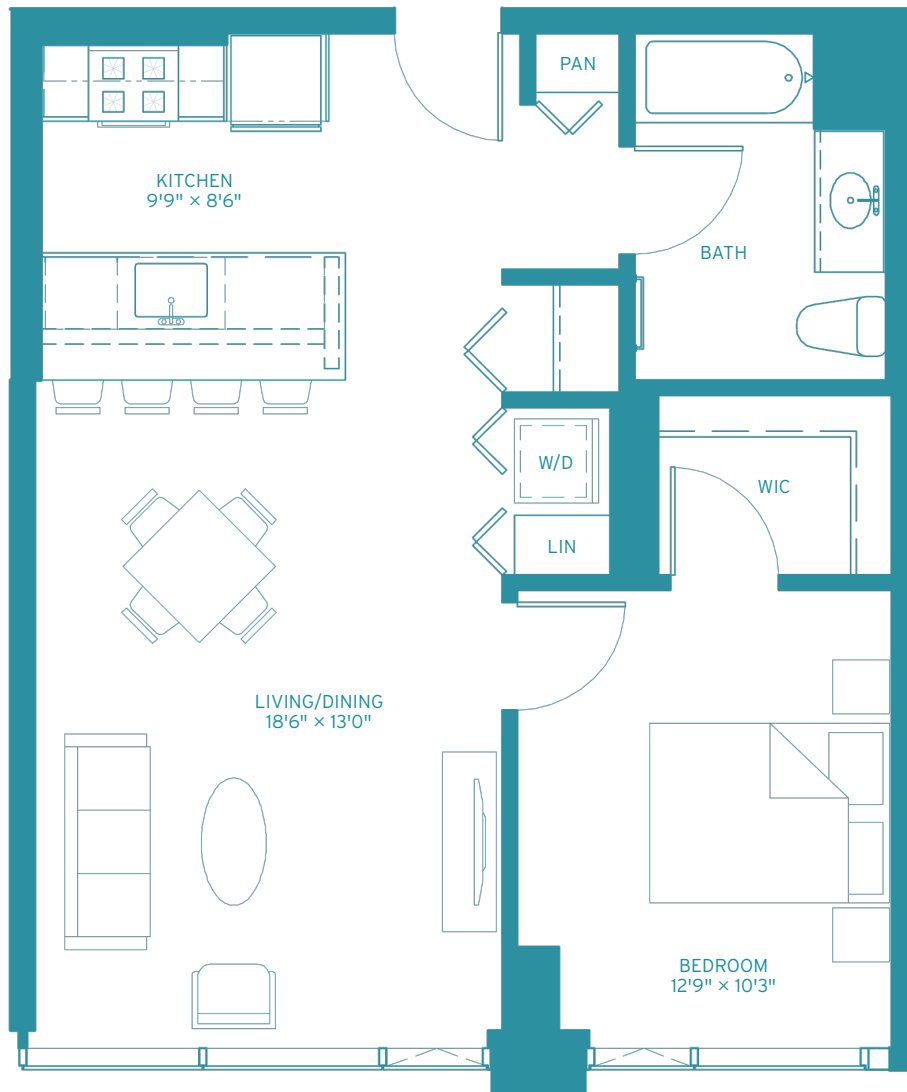 PAN
KITCHEN
9'9" × 8'6"
BATH
W/D
WIC
LIN
LIVING/DINING
18'6" × 13'0"
BEDROOM
12'9" × 10'3"